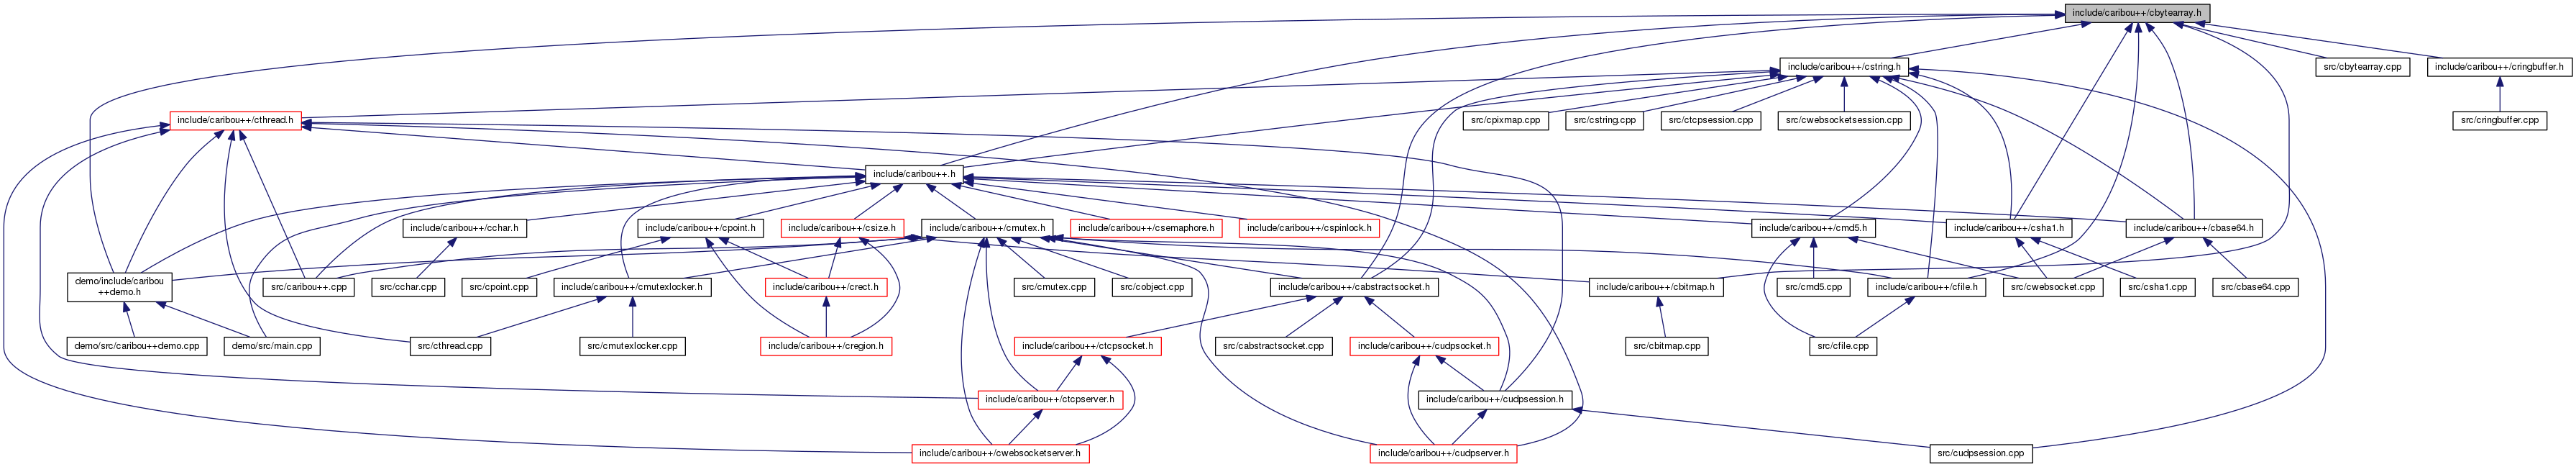 include/caribou++/cbytearray.h
include/caribou++/cstring.h
src/cbytearray.cpp
include/caribou++/cringbuffer.h
include/caribou++/cthread.h
src/cpixmap.cpp
src/cstring.cpp
src/ctcpsession.cpp
src/cwebsocketsession.cpp
src/cringbuffer.cpp
include/caribou++.h
include/caribou++/cchar.h
include/caribou++/cpoint.h
include/caribou++/csize.h
include/caribou++/cmutex.h
include/caribou++/csemaphore.h
include/caribou++/cspinlock.h
include/caribou++/cmd5.h
include/caribou++/csha1.h
include/caribou++/cbase64.h
demo/include/caribou
++demo.h
src/caribou++.cpp
src/cchar.cpp
src/cpoint.cpp
include/caribou++/cmutexlocker.h
include/caribou++/crect.h
src/cmutex.cpp
src/cobject.cpp
include/caribou++/cabstractsocket.h
include/caribou++/cbitmap.h
src/cmd5.cpp
include/caribou++/cfile.h
src/cwebsocket.cpp
src/csha1.cpp
src/cbase64.cpp
demo/src/caribou++demo.cpp
demo/src/main.cpp
src/cthread.cpp
src/cmutexlocker.cpp
include/caribou++/cregion.h
include/caribou++/ctcpsocket.h
src/cabstractsocket.cpp
include/caribou++/cudpsocket.h
src/cbitmap.cpp
src/cfile.cpp
include/caribou++/ctcpserver.h
include/caribou++/cudpsession.h
include/caribou++/cwebsocketserver.h
include/caribou++/cudpserver.h
src/cudpsession.cpp